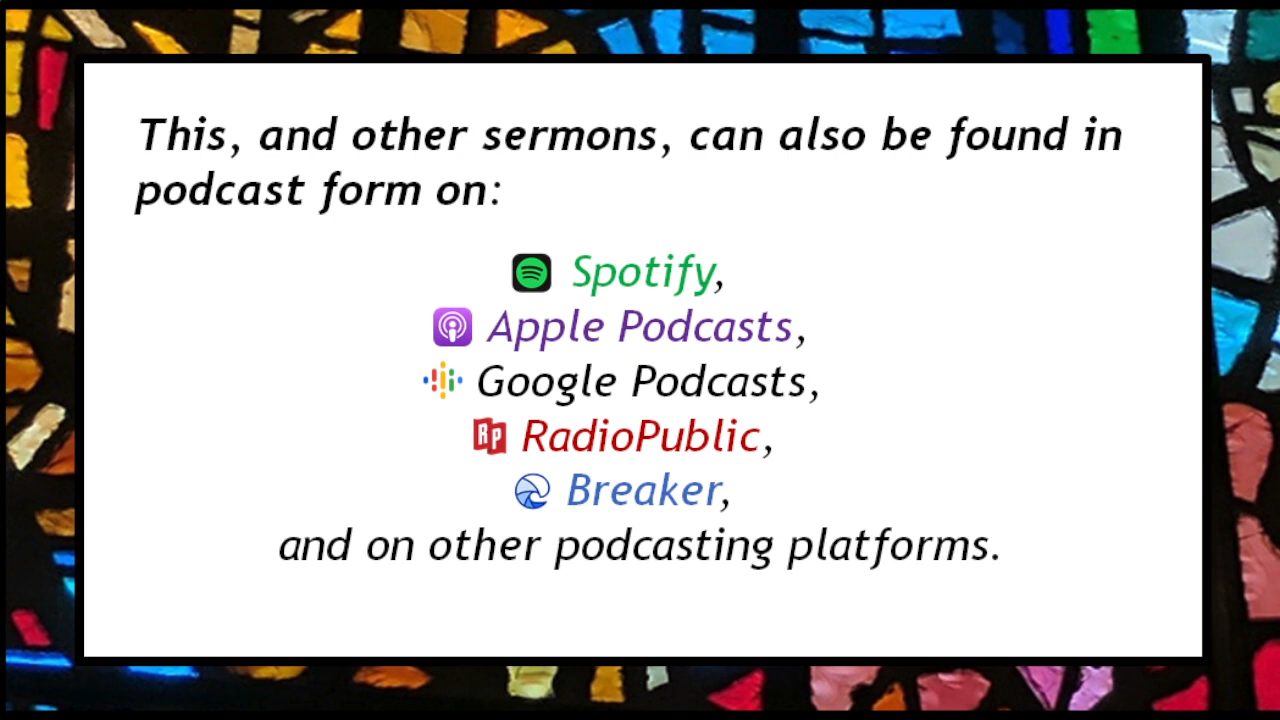 This, and other sermons, can also be found in
podcast form on:
Spotify,
Apple Podcasts,
Google Podcasts,
RP RadioPublic,
Breaker,
and on other podcasting platforms.